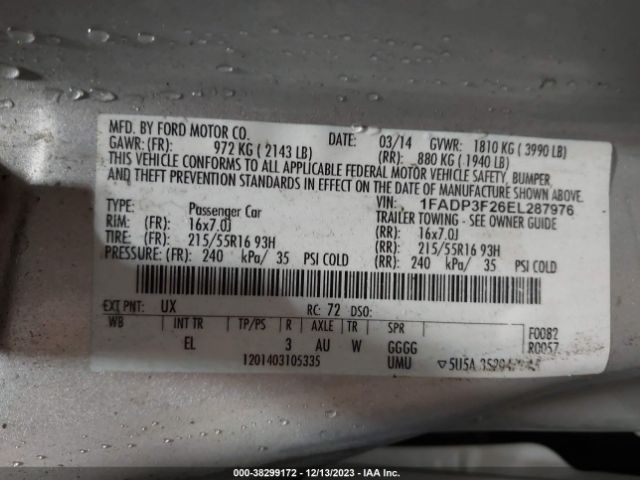 MFD. BY FORD MOTOR CO. DATE: 03/14 GVWR: 1810 KG ( 3990 LB)
GAWR: (FR): 972 KG ( 2143 LB) (RR): 880 KG ( 1940 LB)
THIS VEHICLE CONFORMS TO ALL APPLICABLE FEDERAL MOTOR VEHICLE SAFETY, BUMPER,
AND THEFT PREVENTION STANDARDS IN EFFECT ON THE DATE OF MANUFACTURE SHOWN ABOVE.
VIN: 1FADP3F26EL287976
TYPE: Passenger Car TRAILER TOWING - SEE OWNER GUIDE
RIM: (FR): 16x7.0J (RR): 16x7.0J
TIRE: (FR): 215/55R16 93H (RR): 215/55R16 93H
PRESSURE: (FR): 240 kPa/ 35 PSI COLD (RR): 240 kPa/ 35 PSI COLD
EXT PNT: UX RC: 72 DSO:
WB INT TR TP/PS R AXLE TR SPR F0082
EL 3 AU W GGGG R0057
1201403105335 UMU ▽5U5A
000-38299172 - 12/13/2023 - IAA Inc.